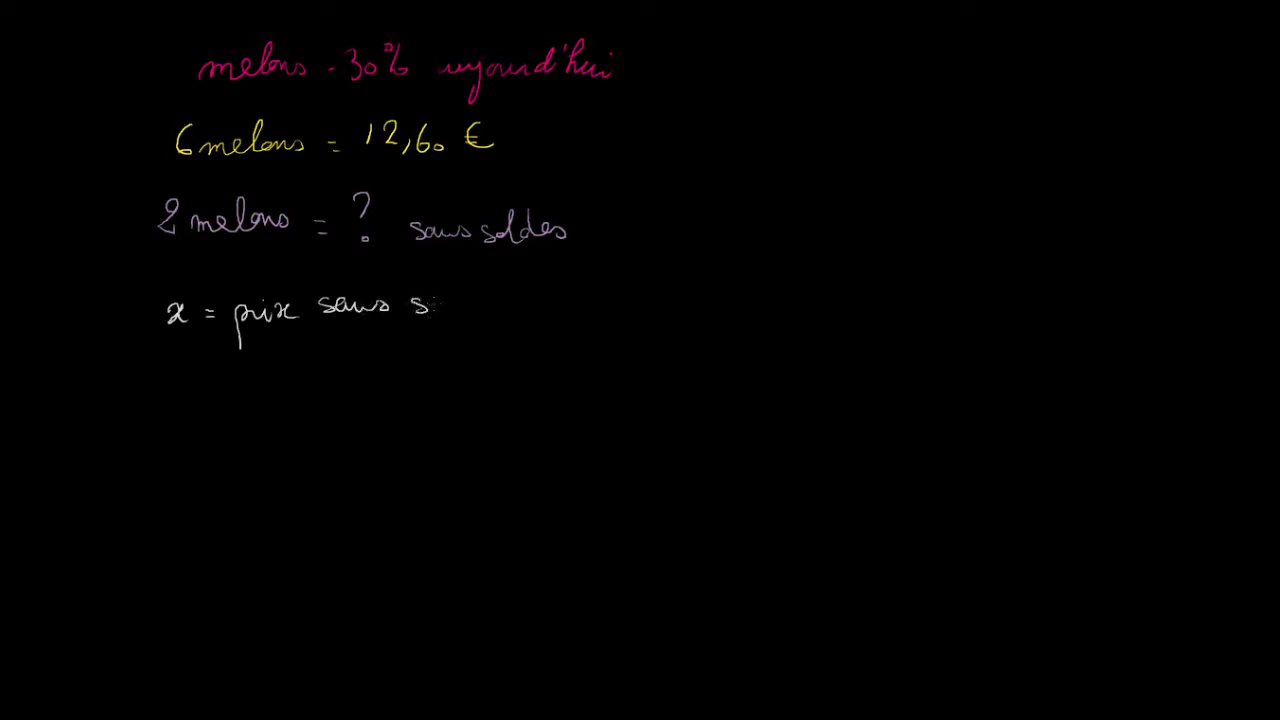 melons - 30% aujourd'hui
6 melons = 12,60 €
2 melons = ? sans soldes
x = prix sans s